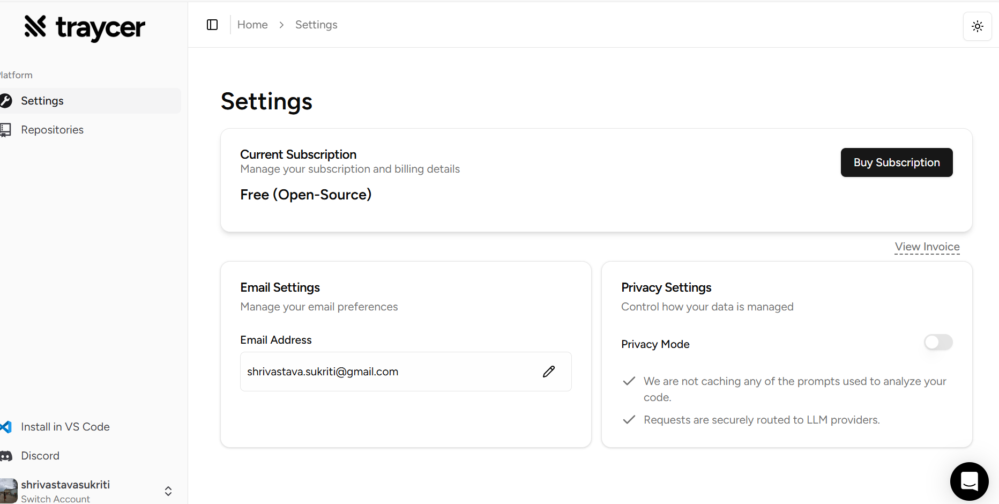 traycer
Home > Settings
Platform
Settings
Repositories
Settings
Current Subscription
Manage your subscription and billing details
Buy Subscription
Free (Open-Source)
View Invoice
Email Settings
Manage your email preferences
Email Address
shrivastava.sukriti@gmail.com
Privacy Settings
Control how your data is managed
Privacy Mode
We are not caching any of the prompts used to analyze your
code.
Requests are securely routed to LLM providers.
Install in VS Code
Discord
shrivastavasukriti
Switch Account